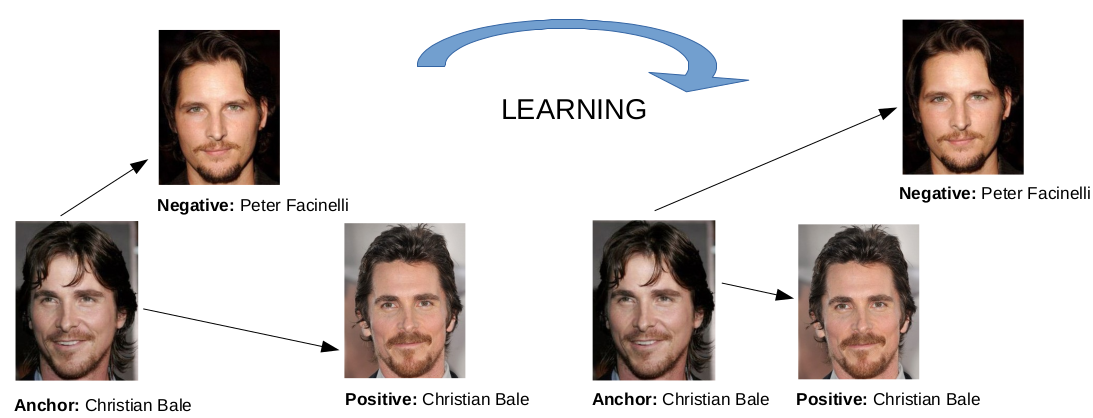 LEARNING
Negative: Peter Facinelli
Negative: Peter Facinelli
Anchor: Christian Bale
Positive: Christian Bale
Anchor: Christian Bale
Positive: Christian Bale